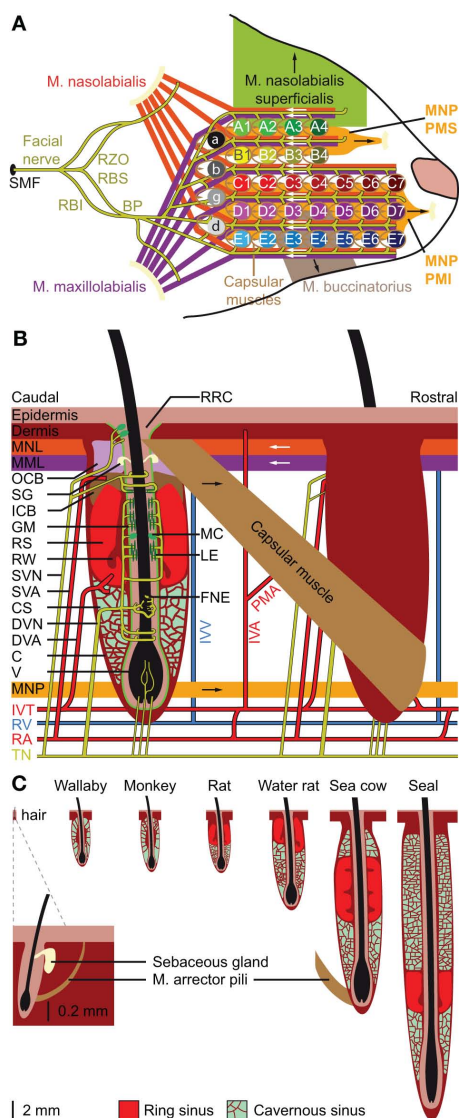 A
M. nasolabialis
M. nasolabialis
superficialis
MNP
PMS
Facial
nerve
SMF
RZO
RBS
RBI
BP
a
b
g
d
A1 A2 A3 A4
B1 B2 B3 B4
C1 C2 C3 C4 C5 C6 C7
D1 D2 D3 D4 D5 D6 D7
E1 E2 E3 E4 E5 E6 E7
MNP
PMI
M. maxillolabialis
Capsular
muscles
M. buccinatorius
B
Caudal
RRC
Rostral
Epidermis
Dermis
MNL
MML
OCB
SG
ICB
GM
RS
RW
SVN
SVA
CS
DVN
DVA
C
V
MNP
IVT
RV
RA
TN
MC
LE
FNE
IVV
IVA
PMA
Capsular muscle
C
hair
Wallaby Monkey Rat Water rat Sea cow Seal
Sebaceous gland
M. arrector pili
0.2 mm
2 mm
Ring sinus
Cavernous sinus